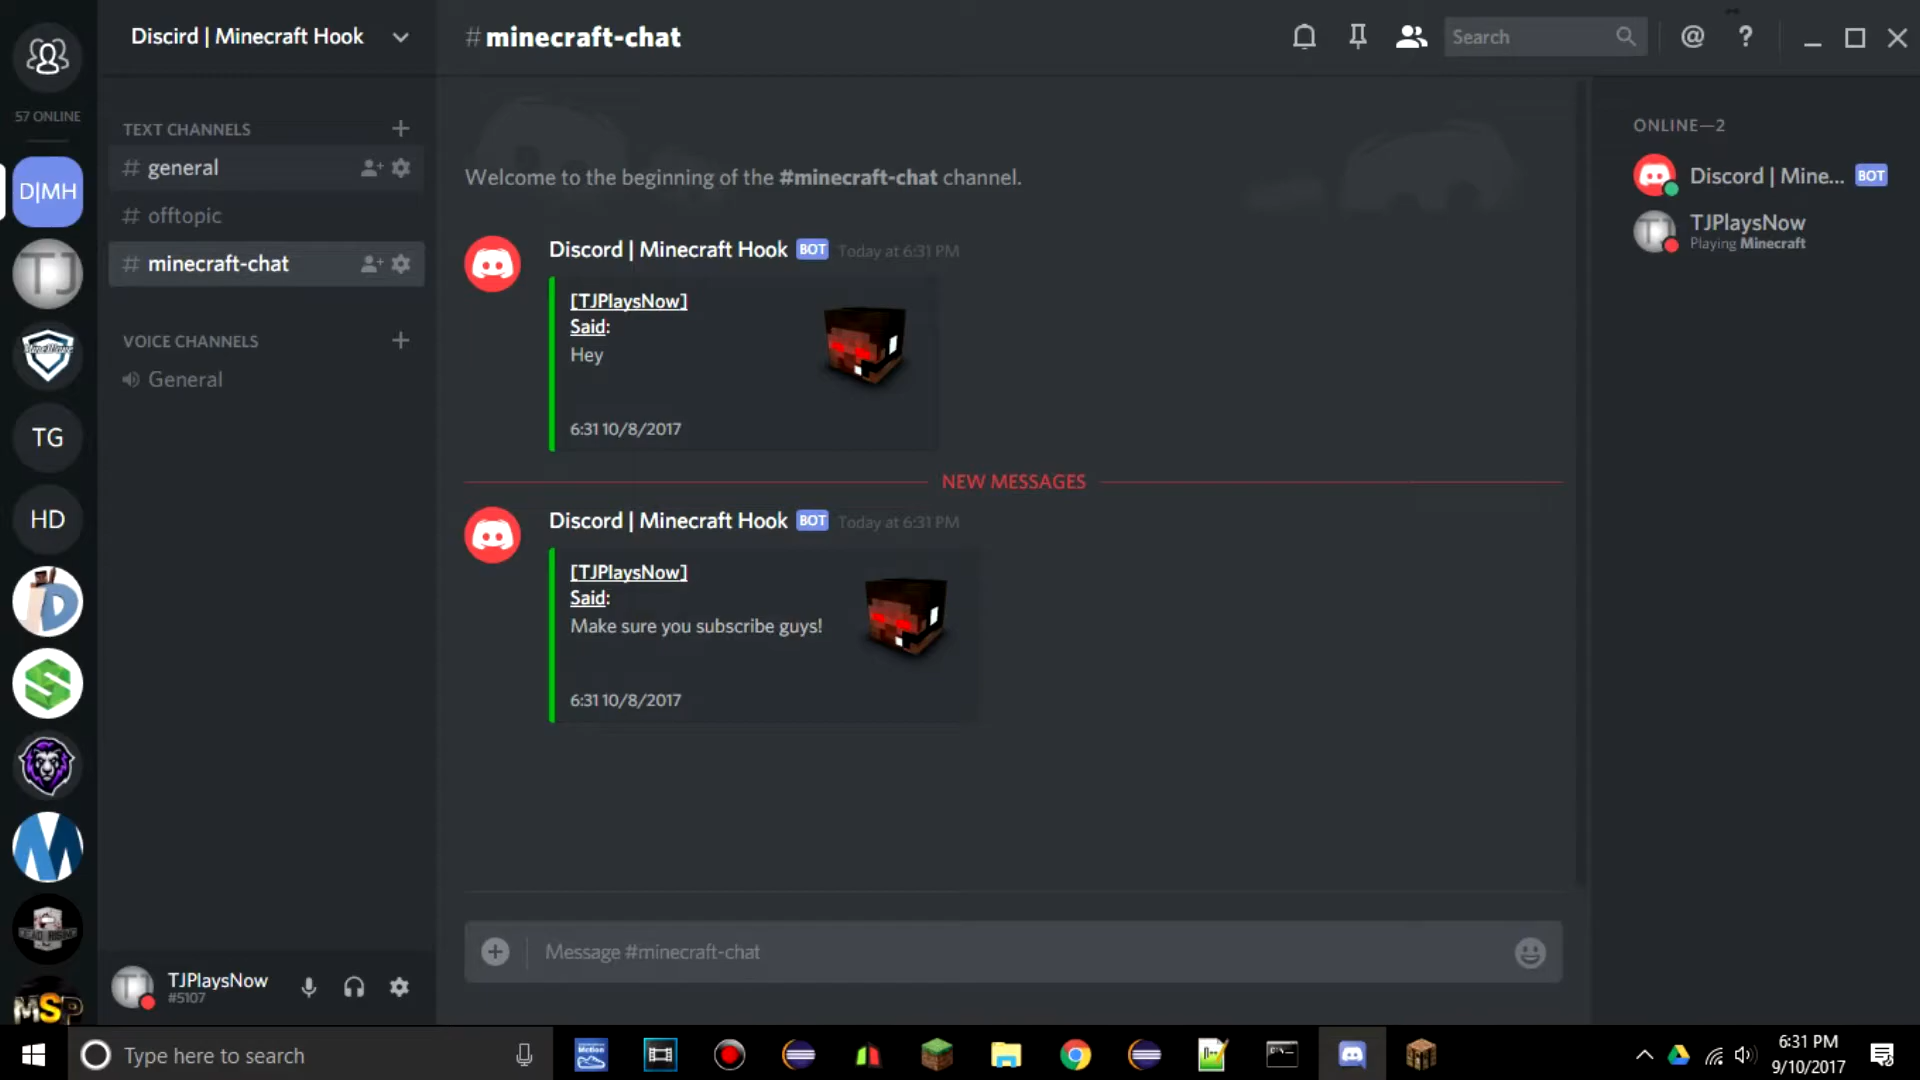 57 ONLINE
D|MH
TJ
TG
HD
MSP
Discird | Minecraft Hook
TEXT CHANNELS
# general
# offtopic
# minecraft-chat
VOICE CHANNELS
General
TJPlaysNow
#5107
#minecraft-chat
Search
@ ?
Welcome to the beginning of the #minecraft-chat channel.
Discord | Minecraft Hook BOT Today at 6:31 PM
[TJPlaysNow]
Said:
Hey
6:31 10/8/2017
NEW MESSAGES
Discord | Minecraft Hook BOT Today at 6:31 PM
[TJPlaysNow]
Said:
Make sure you subscribe guys!
6:31 10/8/2017
Message #minecraft-chat
ONLINE—2
Discord | Mine... BOT
TJPlaysNow
Playing Minecraft
Type here to search
6:31 PM
9/10/2017